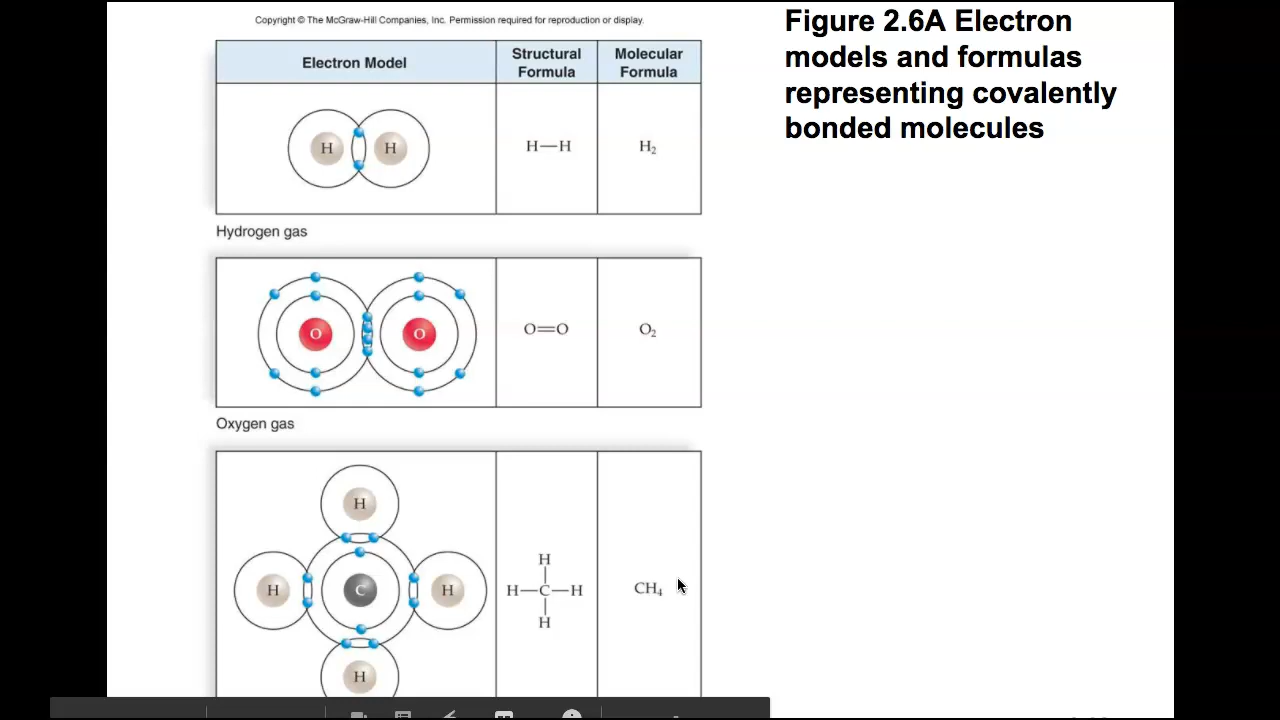 Copyright © The McGraw-Hill Companies, Inc. Permission required for reproduction or display.
Figure 2.6A Electron
models and formulas
representing covalently
bonded molecules
Electron Model
Structural
Formula
Molecular
Formula
H H
H—H
H₂
Hydrogen gas
O O
O=O
O₂
Oxygen gas
H
H C H
H
H
H—C—H
H
CH₄